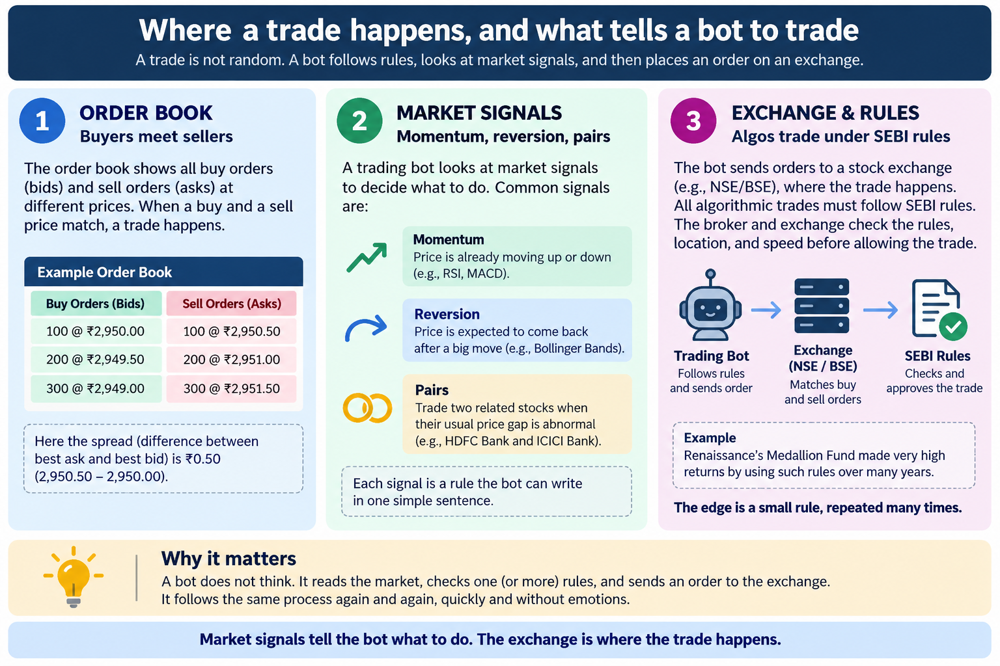 Where a trade happens, and what tells a bot to trade
A trade is not random. A bot follows rules, looks at market signals, and then places an order on an exchange.
1
ORDER BOOK
Buyers meet sellers
The order book shows all buy orders
(bids) and sell orders (asks) at
different prices. When a buy and a sell
price match, a trade happens.
Example Order Book
Buy Orders (Bids) Sell Orders (Asks)
100 @ ₹2,950.00 100 @ ₹2,950.50
200 @ ₹2,949.50 200 @ ₹2,951.00
300 @ ₹2,949.00 300 @ ₹2,951.50
Here the spread (difference between
best ask and best bid) is ₹0.50
(2,950.50 – 2,950.00).
2
MARKET SIGNALS
Momentum, reversion, pairs
A trading bot looks at market signals
to decide what to do. Common signals
are:
Momentum
Price is already moving up or down
(e.g., RSI, MACD).
Reversion
Price is expected to come back
after a big move (e.g., Bollinger Bands).
Pairs
Trade two related stocks when
their usual price gap is abnormal
(e.g., HDFC Bank and ICICI Bank).
Each signal is a rule the bot can write
in one simple sentence.
3
EXCHANGE & RULES
Algos trade under SEBI rules
The bot sends orders to a stock exchange
(e.g., NSE/BSE), where the trade happens.
All algorithmic trades must follow SEBI rules.
The broker and exchange check the rules,
location, and speed before allowing the trade.
Trading Bot
Follows rules
and sends order
Exchange
(NSE / BSE)
Matches buy
and sell orders
SEBI Rules
Checks and
approves the trade
Example
Renaissance’s Medallion Fund made very high
returns by using such rules over many years.
The edge is a small rule, repeated many times.
Why it matters
A bot does not think. It reads the market, checks one (or more) rules, and sends an order to the exchange.
It follows the same process again and again, quickly and without emotions.
Market signals tell the bot what to do. The exchange is where the trade happens.